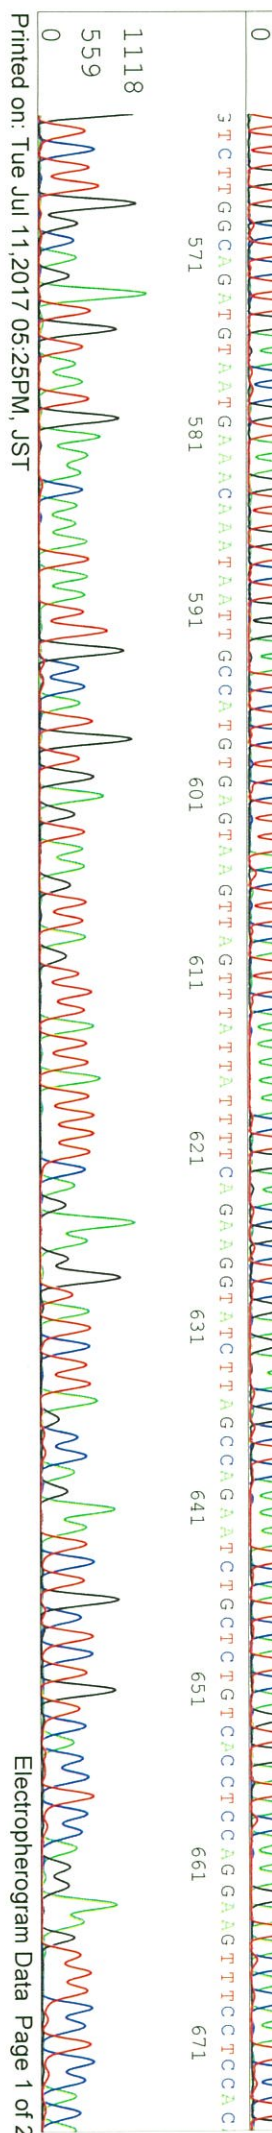 0
GTCTTGGCAGATGTAATGAAACAAATAATTGCCATGTGAGTAAGTTAGTTTATTATTTTCAGAAGGTATCTTAGCCAGAATCTGCTCTGTCACCTCCAGGAAGTTTCCTCCAC
571 581 591 601 611 621 631 641 651 661 671
1118
559
0
Printed on: Tue Jul 11,2017 05:25PM, JST Electropherogram Data Page 1 of 2